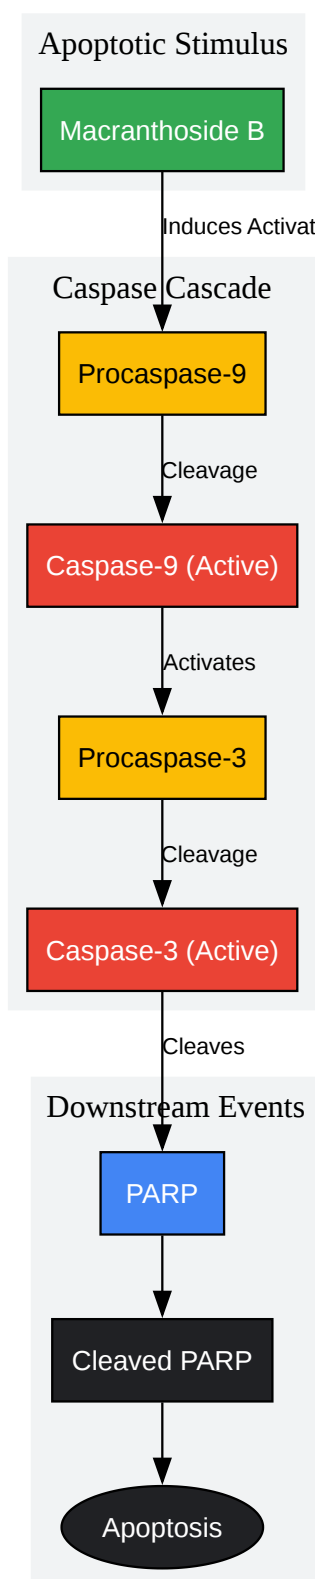 Apoptotic Stimulus
Macranthoside B
Induces Activat
Caspase Cascade
Procaspase-9
Cleavage
Caspase-9 (Active)
Activates
Procaspase-3
Cleavage
Caspase-3 (Active)
Cleaves
Downstream Events
PARP
Cleaved PARP
Apoptosis